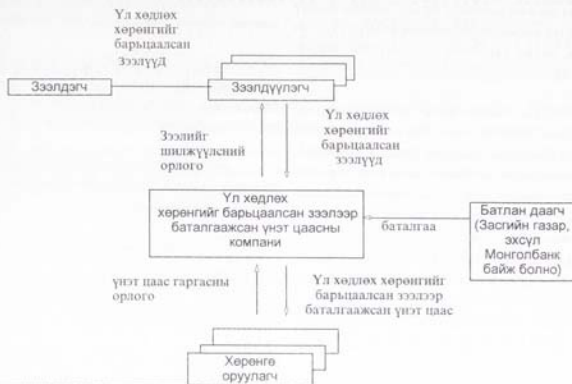 Үл хөдлөх
хөрөнгийг
барьцаалсан
зээлүүд
Зээлдэгч
Зээлдүүлэгч
Зээлийг
шилжүүлсний
орлого
Үл хөдлөх
хөрөнгийг
барьцаалсан
зээлүүд
Үл хөдлөх
хөрөнгийг барьцаалсан зээлээр
баталгаажсан үнэт цаасны
компани
баталгаа
Батлан даагч
(Засгийн газар,
эхсүл
Монголбанк
байж болно)
үнэт цаас гаргасны
орлого
Үл хөдлөх хөрөнгийг
барьцаалсан зээлээр
баталгаажсан үнэт цаас
Хөрөнгө
оруулагч